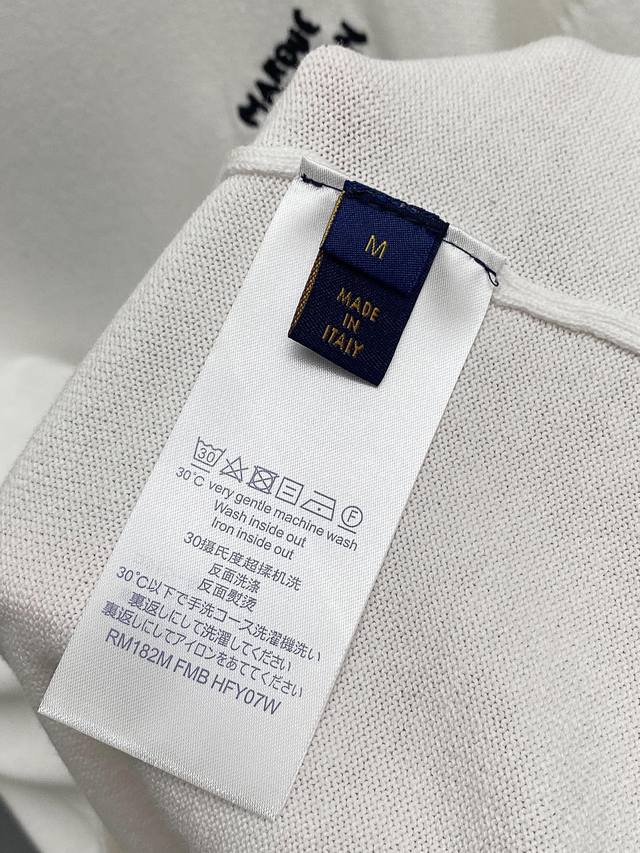 MARQUE
M
MADE
IN
ITALY
30
F
30°C very gentle machine wash
Wash inside out
Iron inside out
30攝氏度超揉机洗
反面洗涤
反面熨烫
30℃以下で手洗コース洗濯機洗い
裏返しにして洗濯してください
裏返しにしてアイロンをあててください
RM182M FMB HFY07W